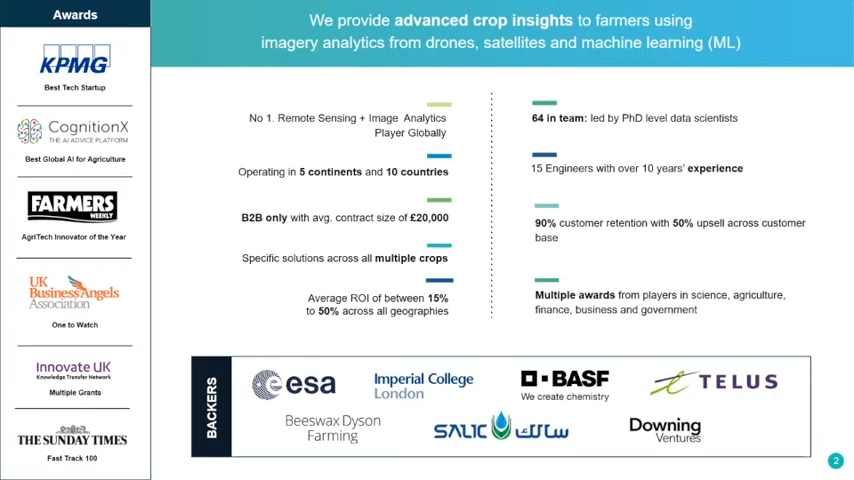 Awards
KPMG
Best Tech Startup
CognitionX
THE AI ADVICE PLATFORM
Best Global AI for Agriculture
FARMERS
WEEKLY
AgriTech Innovator of the Year
UK
Business Angels
Association
One to Watch
Innovate UK
Knowledge Transfer Network
Multiple Grants
THE SUNDAY TIMES
Fast Track 100
We provide advanced crop insights to farmers using
imagery analytics from drones, satellites and machine learning (ML)
No 1. Remote Sensing + Image Analytics
Player Globally
Operating in 5 continents and 10 countries
B2B only with avg. contract size of £20,000
Specific solutions across all multiple crops
Average ROI of between 15%
to 50% across all geographies
64 in team: led by PhD level data scientists
15 Engineers with over 10 years' experience
90% customer retention with 50% upsell across customer
base
Multiple awards from players in science, agriculture,
finance, business and government
BACKERS
esa
Imperial College
London
BASF
We create chemistry
TELUS
Beeswax Dyson
Farming
SALIC سالك
Downing
Ventures
2